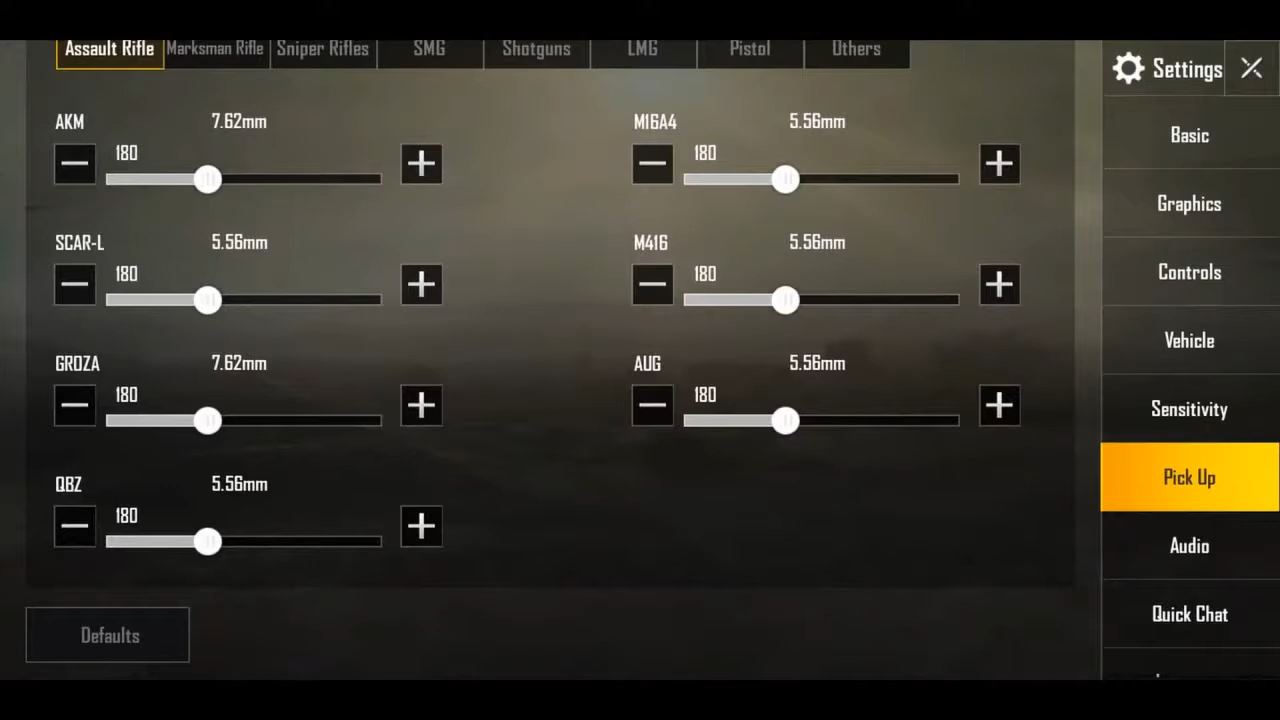 Assault Rifle Marksman Rifle Sniper Rifles SMG Shotguns LMG Pistol Others
Settings
AKM 7.62mm
180
M16A4 5.56mm
180
SCAR-L 5.56mm
180
M416 5.56mm
180
GROZA 7.62mm
180
AUG 5.56mm
180
QBZ 5.56mm
180
Defaults
Basic
Graphics
Controls
Vehicle
Sensitivity
Pick Up
Audio
Quick Chat